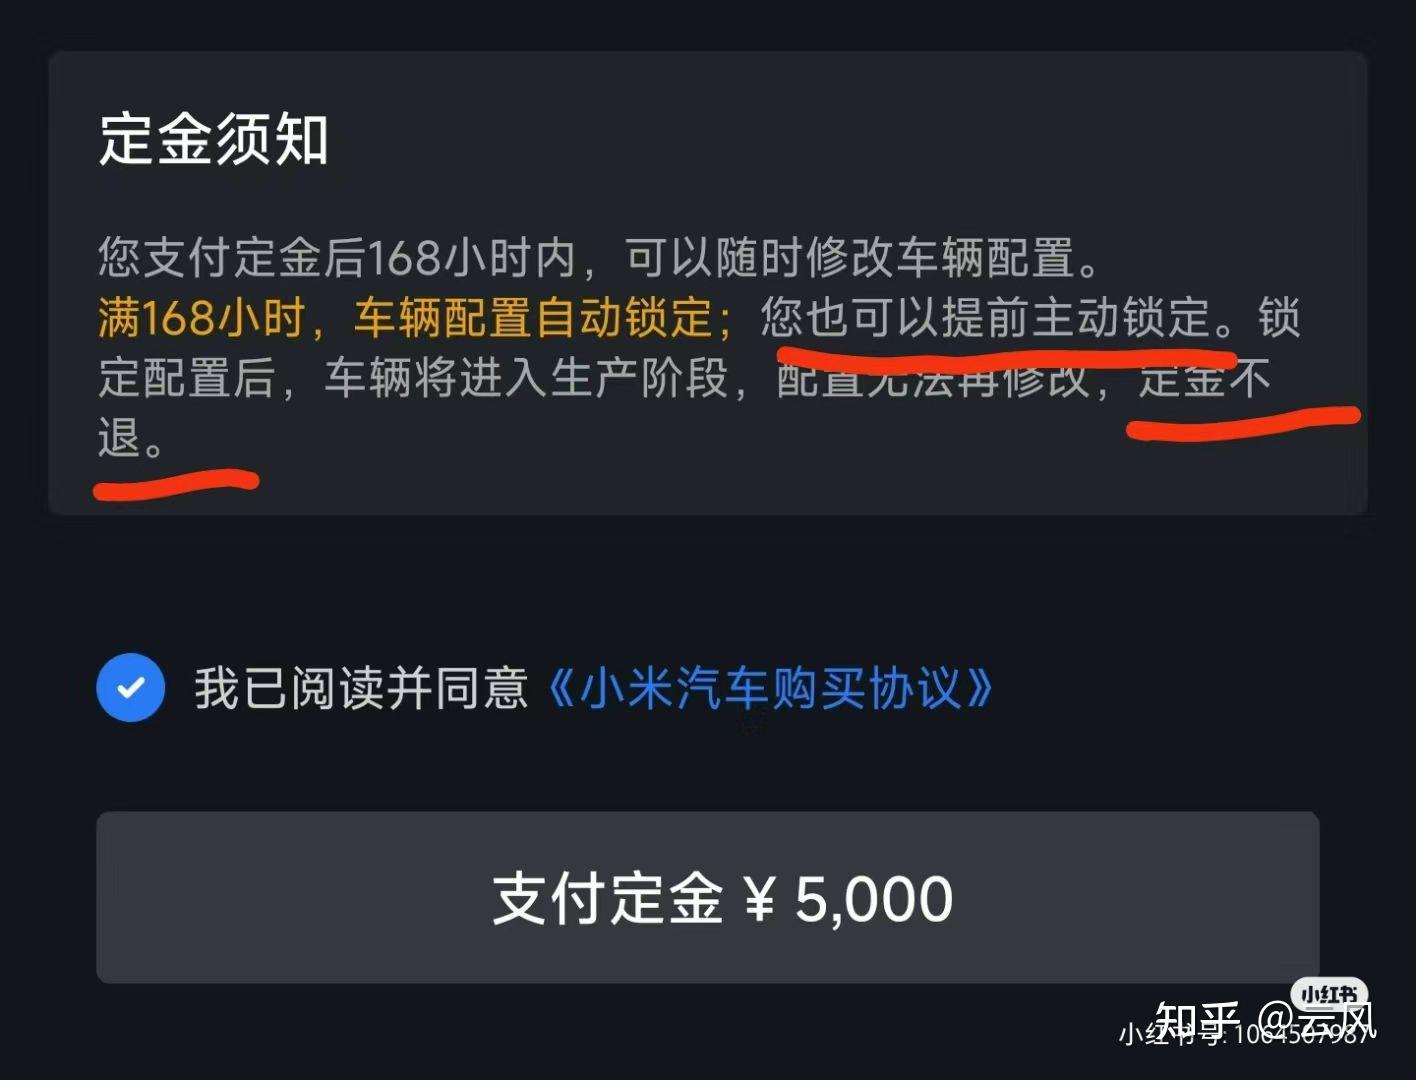 定金须知
您支付定金后168小时内，可以随时修改车辆配置。
满168小时，车辆配置自动锁定；您也可以提前主动锁定。锁
定配置后，车辆将进入生产阶段，配置无法再修改，定金不
退。
我已阅读并同意《小米汽车购买协议》
支付定金 ¥ 5,000
小红书
知乎 @云风
小红书号: 1064507987